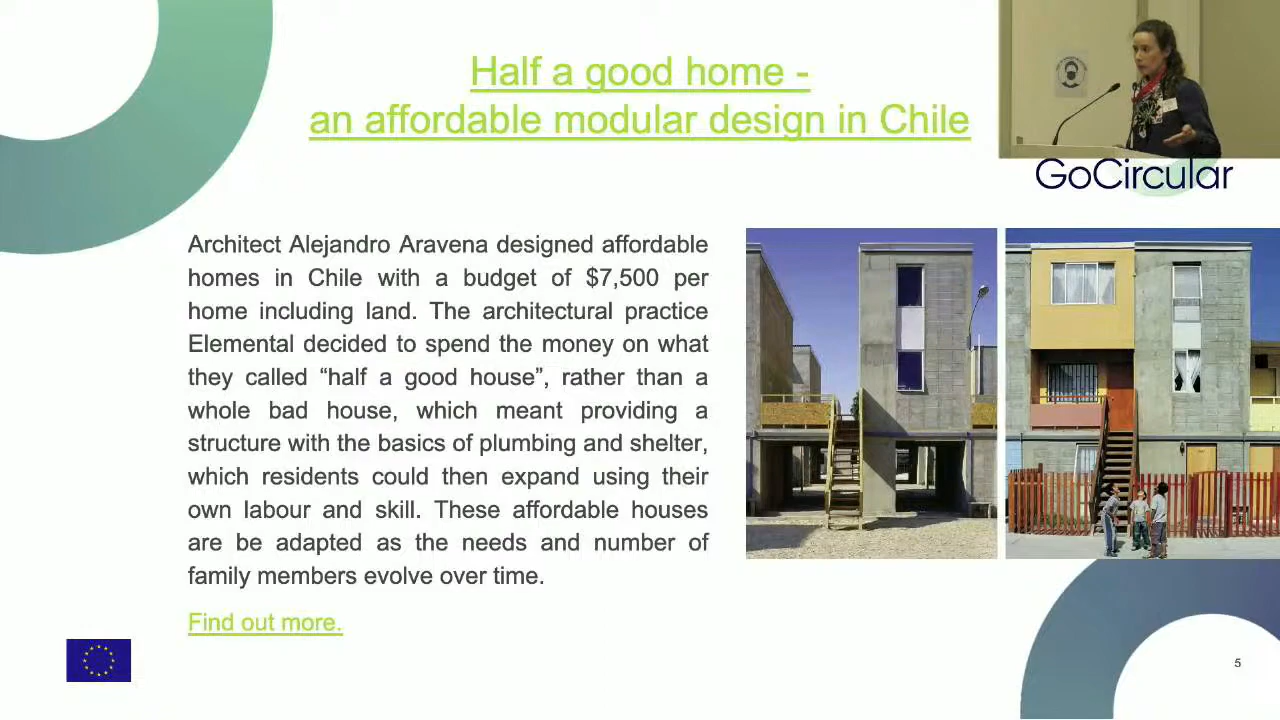 Half a good home -
an affordable modular design in Chile
GoCircular
Architect Alejandro Aravena designed affordable
homes in Chile with a budget of $7,500 per
home including land. The architectural practice
Elemental decided to spend the money on what
they called “half a good house”, rather than a
whole bad house, which meant providing a
structure with the basics of plumbing and shelter,
which residents could then expand using their
own labour and skill. These affordable houses
are be adapted as the needs and number of
family members evolve over time.
Find out more.
5